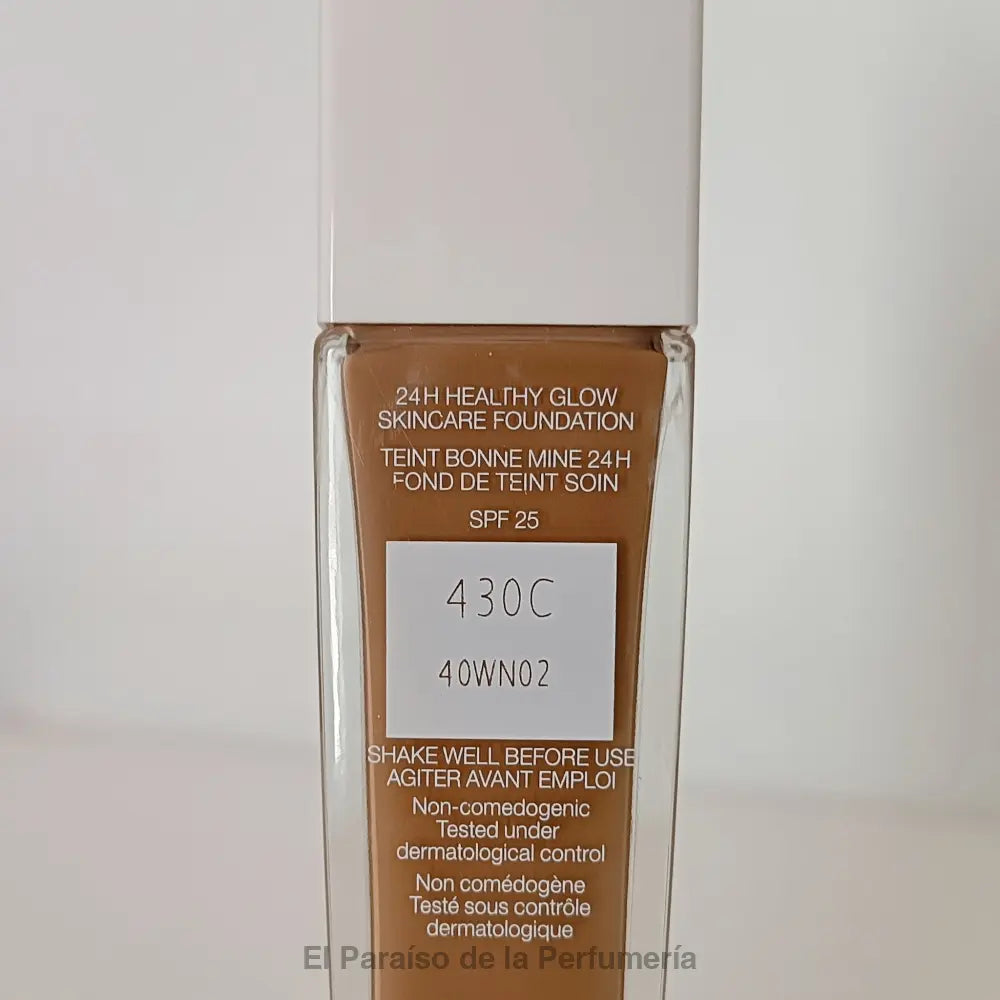 24H HEALTHY GLOW
SKINCARE FOUNDATION
TEINT BONNE MINE 24H
FOND DE TEINT SOIN
SPF 25
430C
40WN02
SHAKE WELL BEFORE USE
AGITER AVANT EMPLOI
Non-comedogenic
Tested under
dermatological control
Non comédogène
Testé sous contrôle
dermatologique
El Paraíso de la Perfumería